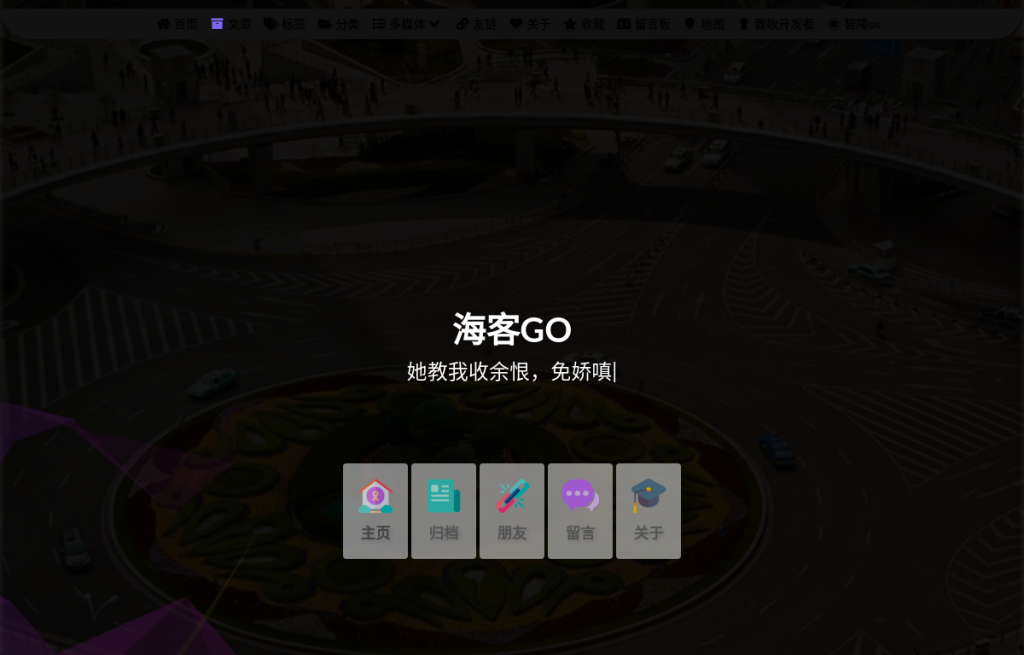 首页 文章 标签 分类 多媒体 友链 关于 收藏 留言板 地图 致敬开发者 智障os
海客GO
她教我收余恨，免娇嗔|
主页 归档 朋友 留言 关于